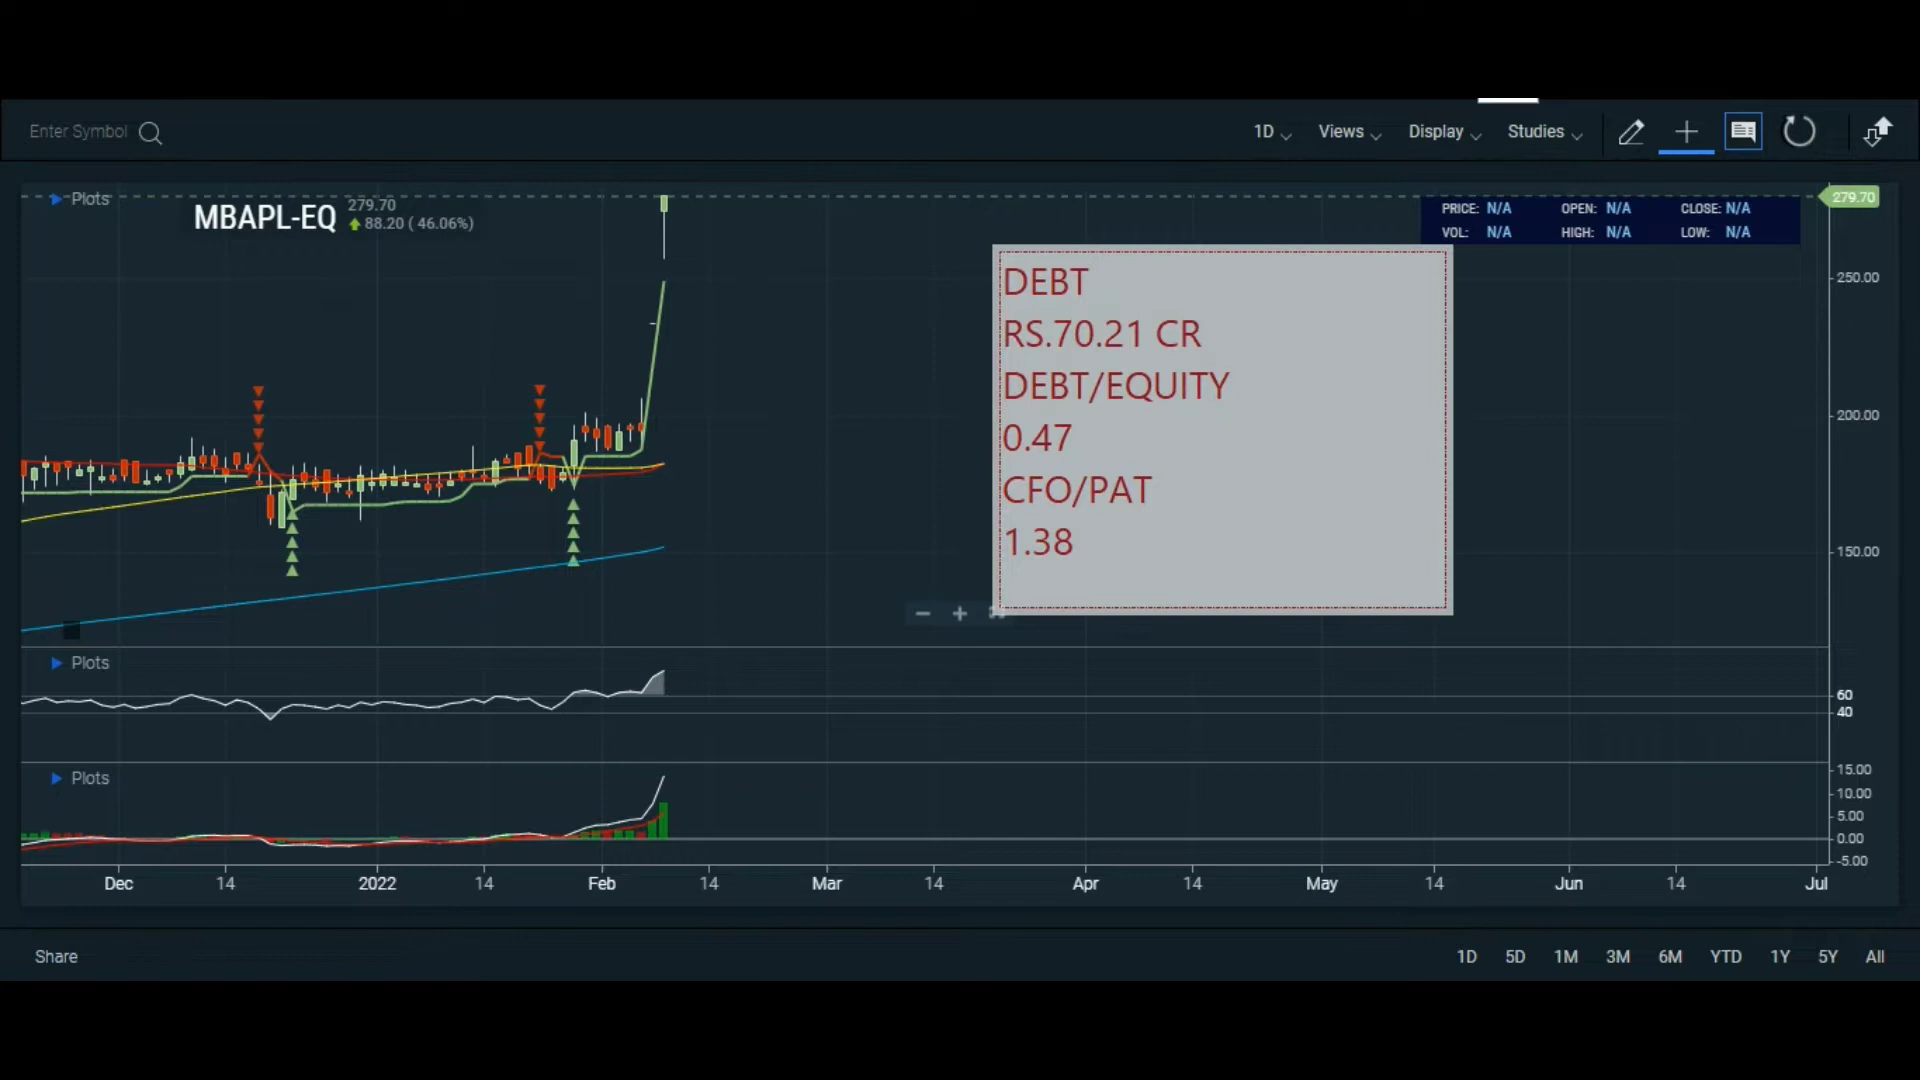 Enter Symbol
1D Views Display Studies
Plots
MBAPL-EQ 279.70
88.20 ( 46.06%)
PRICE: N/A OPEN: N/A CLOSE: N/A
VOL: N/A HIGH: N/A LOW: N/A
279.70
250.00
200.00
150.00
DEBT
RS.70.21 CR
DEBT/EQUITY
0.47
CFO/PAT
1.38
Plots
60
40
Plots
15.00
10.00
5.00
0.00
-5.00
Dec 14 2022 14 Feb 14 Mar 14 Apr 14 May 14 Jun 14 Jul
Share
1D 5D 1M 3M 6M YTD 1Y 5Y All